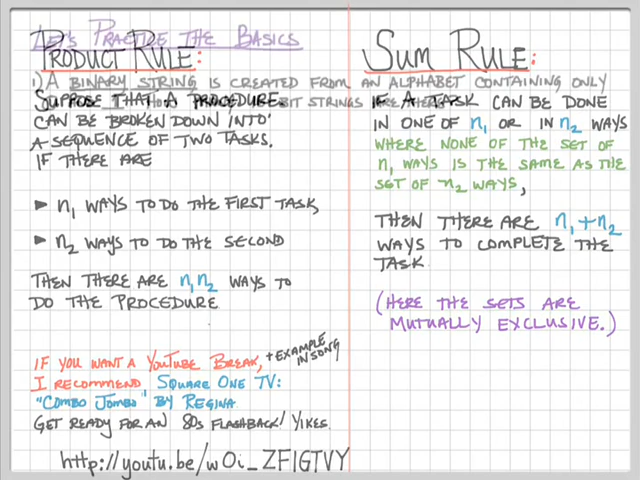 Let's Practice The Basics
Product Rule:
1) A binary string is created from an alphabet containing only
bit strings
Suppose that a procedure
can be broken down into
a sequence of two tasks.
If there are
► n₁ ways to do the first task,
► n₂ ways to do the second
Then there are n₁n₂ ways to
do the procedure
If you want a YouTube Break,
+ example
in song
I recommend Square One TV:
"Combo Jombo" by Regina.
Get ready for an 80s flashback! Yikes.
http://youtu.be/w0i_ZFIGTVY
Sum Rule:
If a task can be done
in one of n₁ or in n₂ ways
where none of the set of
n₁ ways is the same as the
set of n₂ ways,
Then there are n₁+n₂
ways to complete the
task
(Here the sets are
mutually exclusive.)